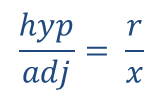 hyp/adj = r/x